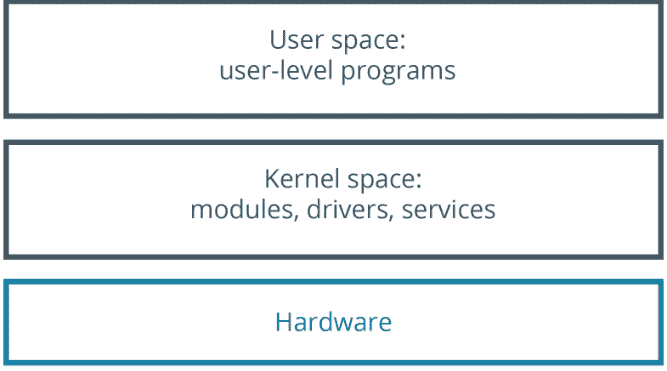 User space:
user-level programs
Kernel space:
modules, drivers, services
Hardware